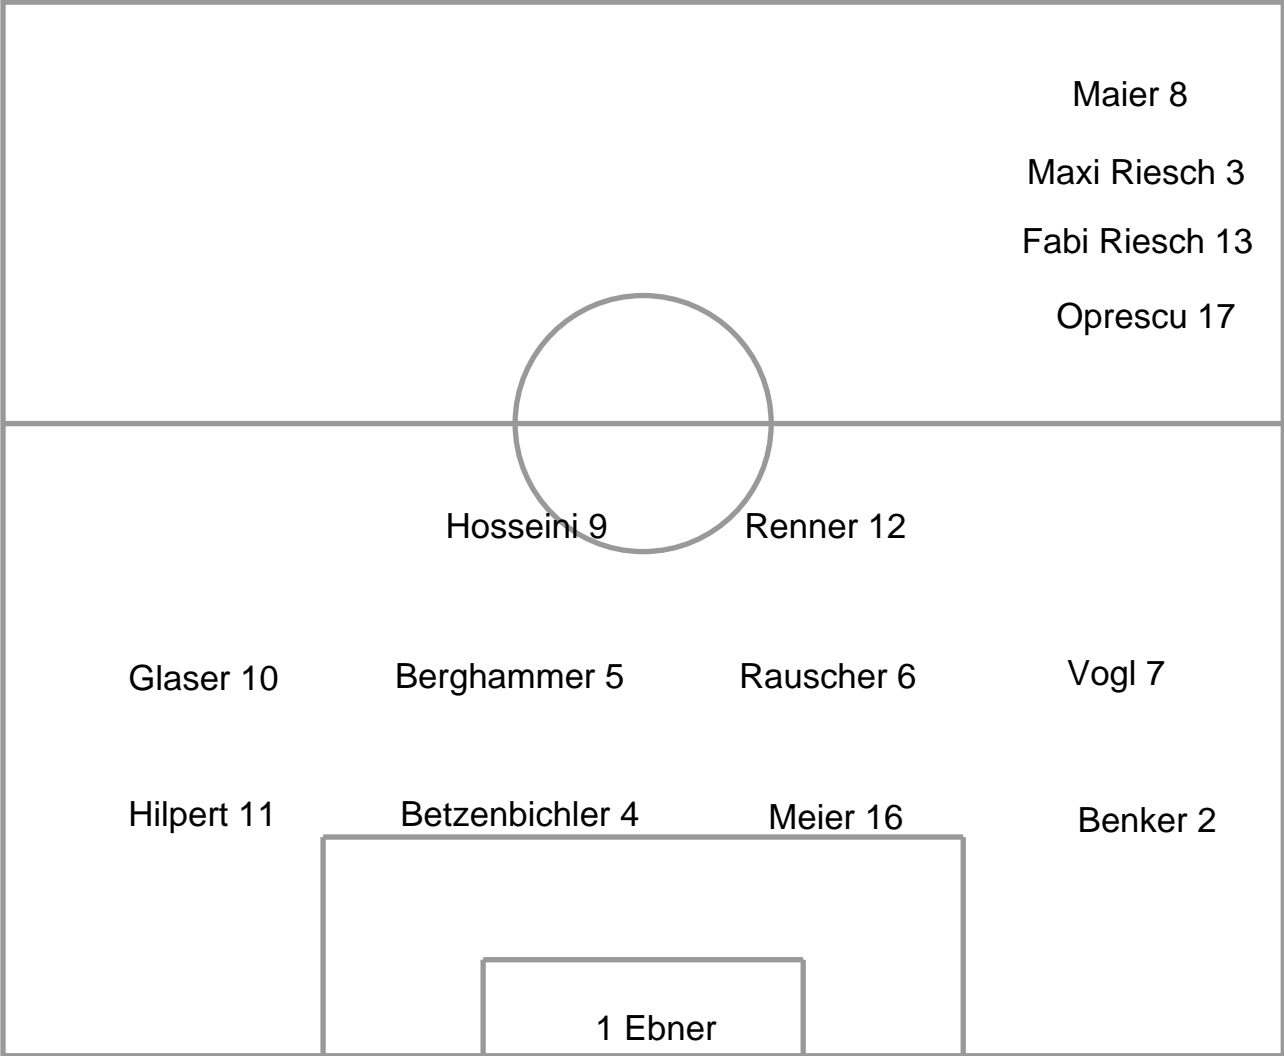 Maier 8
Maxi Riesch 3
Fabi Riesch 13
Oprescu 17
Hosseini 9 Renner 12
Glaser 10 Berghammer 5 Rauscher 6 Vogl 7
Hilpert 11 Betzenbichler 4 Meier 16 Benker 2
1 Ebner